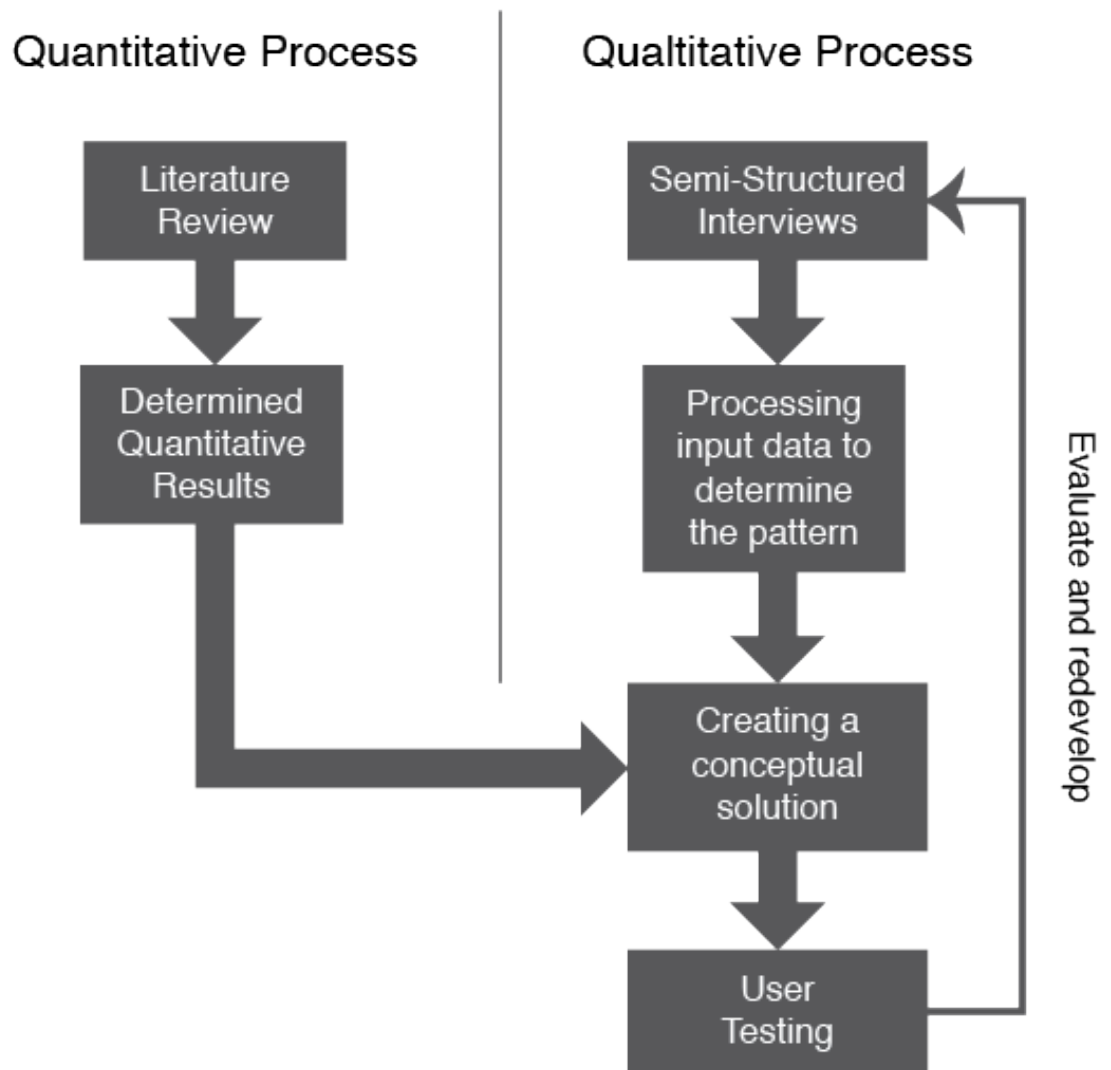 Quantitative Process
Qualtitative Process
Literature
Review
Determined
Quantitative
Results
Semi-Structured
Interviews
Processing
input data to
determine
the pattern
Creating a
conceptual
solution
User
Testing
Evaluate and redevelop